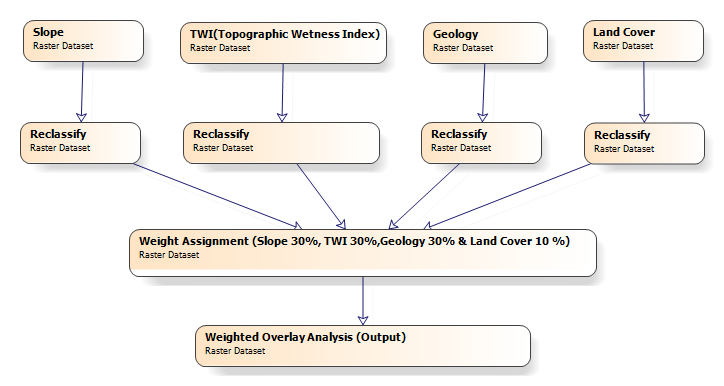 Slope
Raster Dataset
TWI(Topographic Wetness Index)
Raster Dataset
Geology
Raster Dataset
Land Cover
Raster Dataset
Reclassify
Raster Dataset
Reclassify
Raster Dataset
Reclassify
Raster Dataset
Reclassify
Raster Dataset
Weight Assignment (Slope 30%, TWI 30%,Geology 30% & Land Cover 10 %)
Raster Dataset
Weighted Overlay Analysis (Output)
Raster Dataset